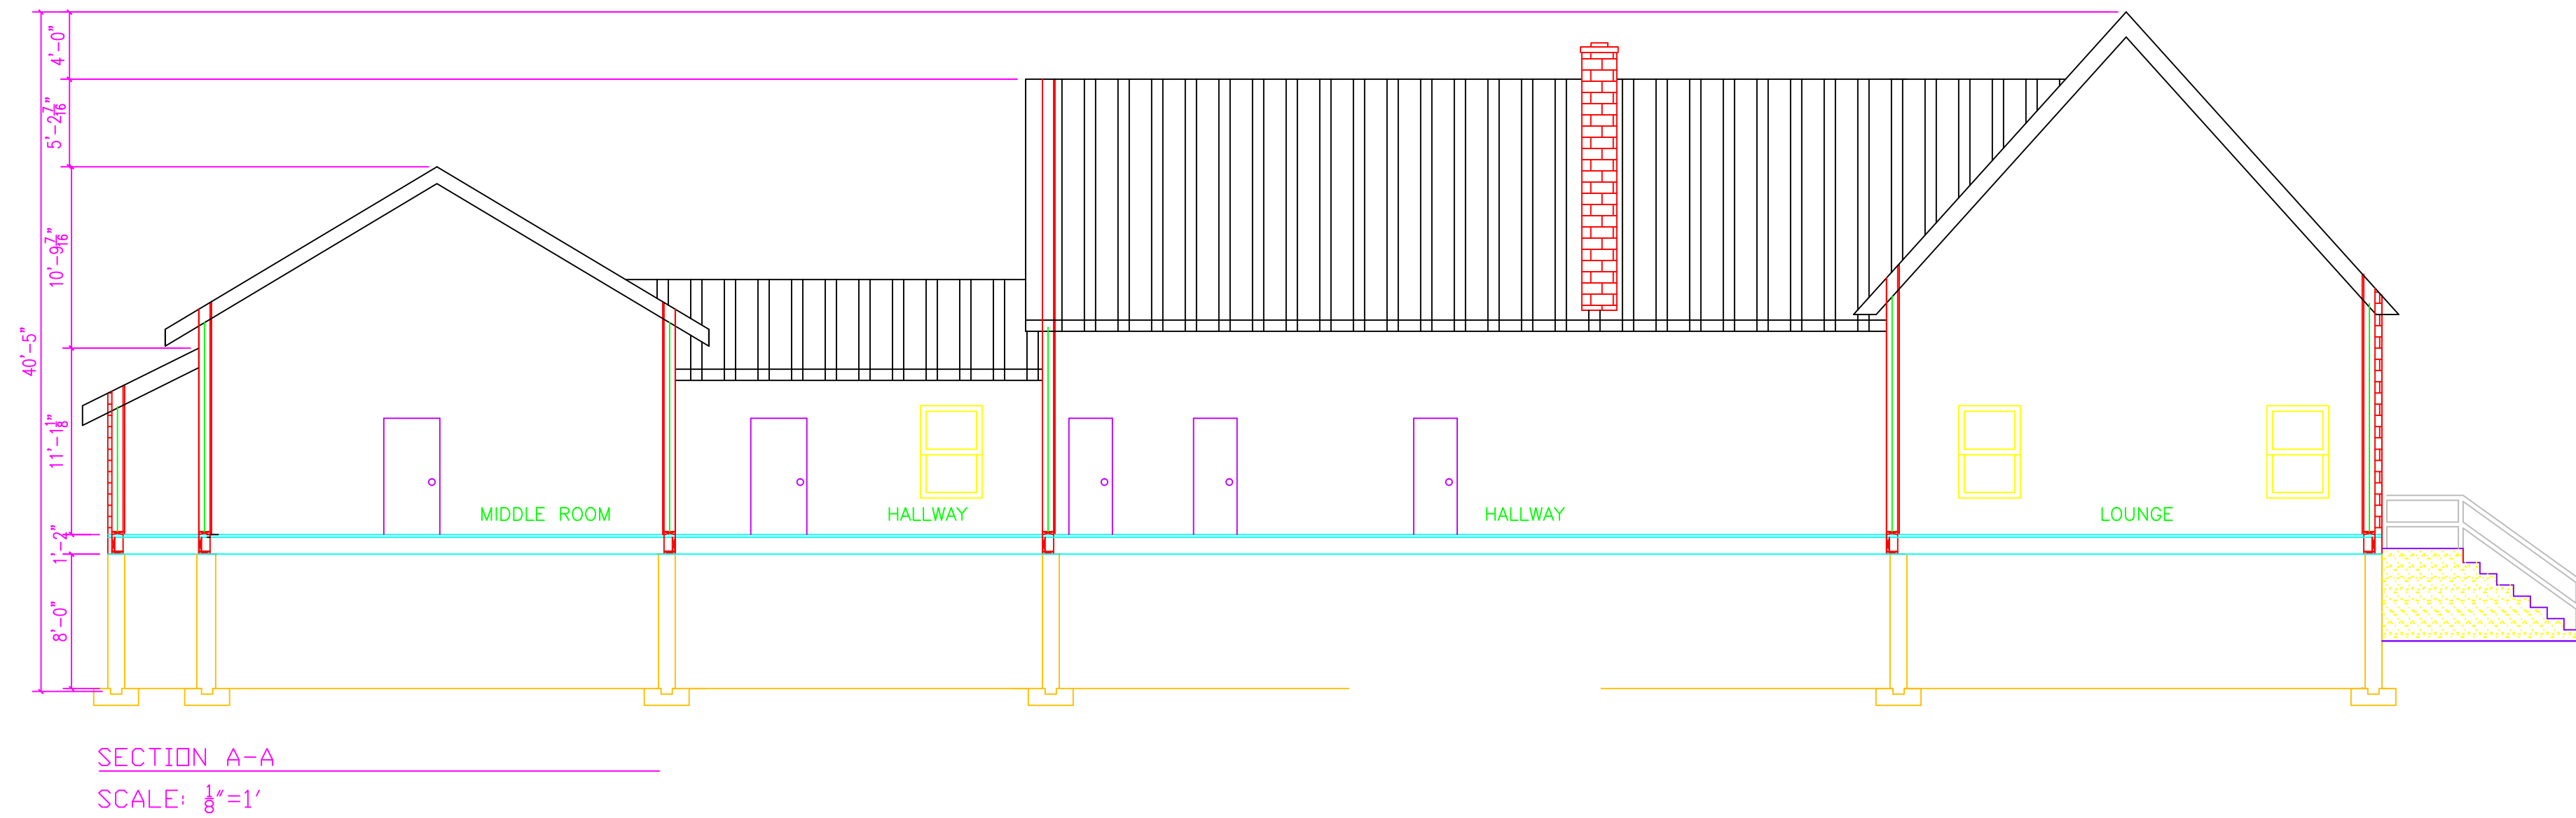 4'-0"
5'-2 7/16"
10'-9 7/16"
40'-5"
11'-1 1/8"
1'-2"
8'-0"
MIDDLE ROOM
HALLWAY
HALLWAY
LOUNGE
SECTION A-A
SCALE: 1/8"=1'